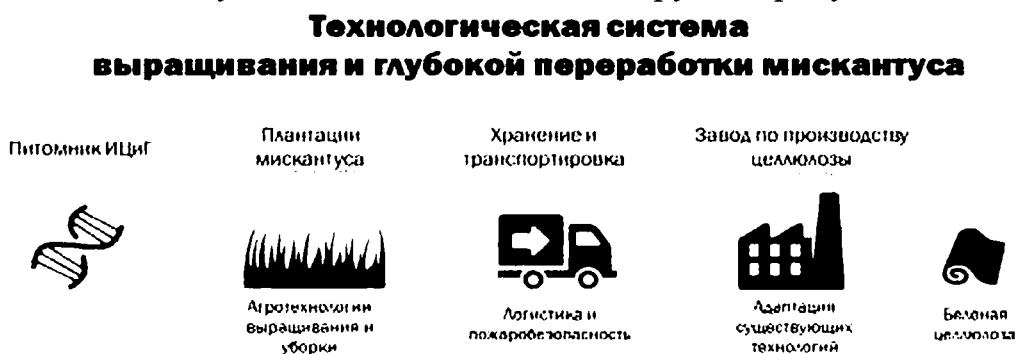 Технологическая система
выращивания и глубокой переработки мискантуса
Питомник ИЦиГ
Плантации
мискантуса
Хранение и
транспортировка
Завод по производству
целлюлозы
Агротехнологии
выращивания и
уборки
Логистика и
пожаробезопасность
Адаптация
существующих
технологий
Беленая
целлюлоза